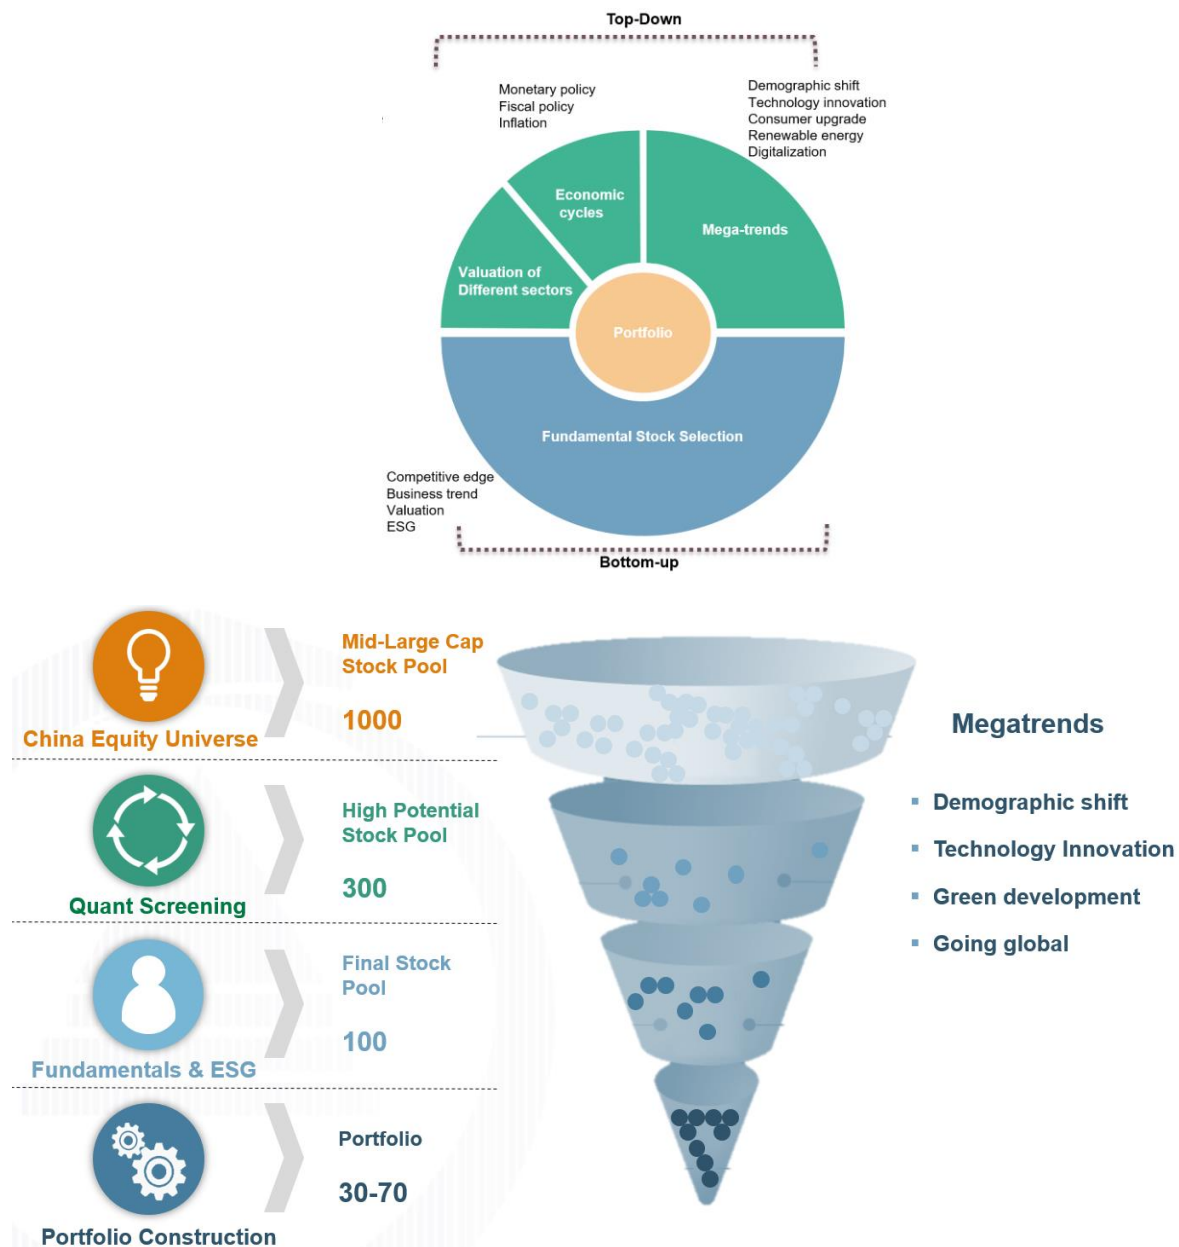 Top-Down
Monetary policy
Fiscal policy
Inflation
Demographic shift
Technology innovation
Consumer upgrade
Renewable energy
Digitalization
Economic
cycles
Mega-trends
Valuation of
Different sectors
Portfolio
Fundamental Stock Selection
Competitive edge
Business trend
Valuation
ESG
Bottom-up
China Equity Universe
Mid-Large Cap
Stock Pool
1000
Quant Screening
High Potential
Stock Pool
300
Fundamentals & ESG
Final Stock
Pool
100
Portfolio Construction
Portfolio
30-70
Megatrends
▪ Demographic shift
▪ Technology Innovation
▪ Green development
▪ Going global